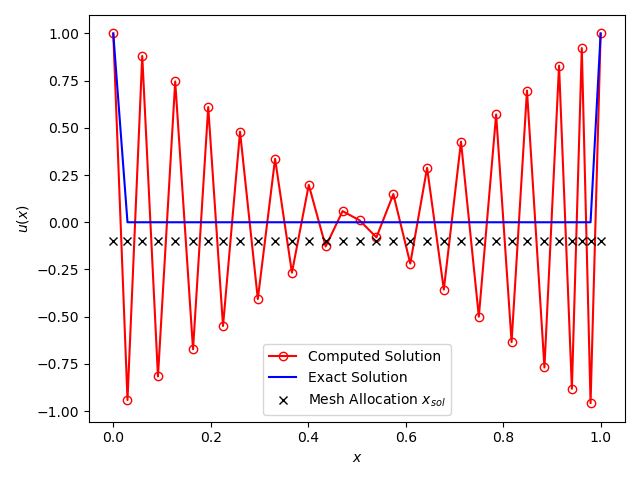 1.00
0.75
0.50
0.25
0.00
−0.25
−0.50
−0.75
−1.00
u(x)
Computed Solution
Exact Solution
Mesh Allocation x_sol
0.0 0.2 0.4 0.6 0.8 1.0
x